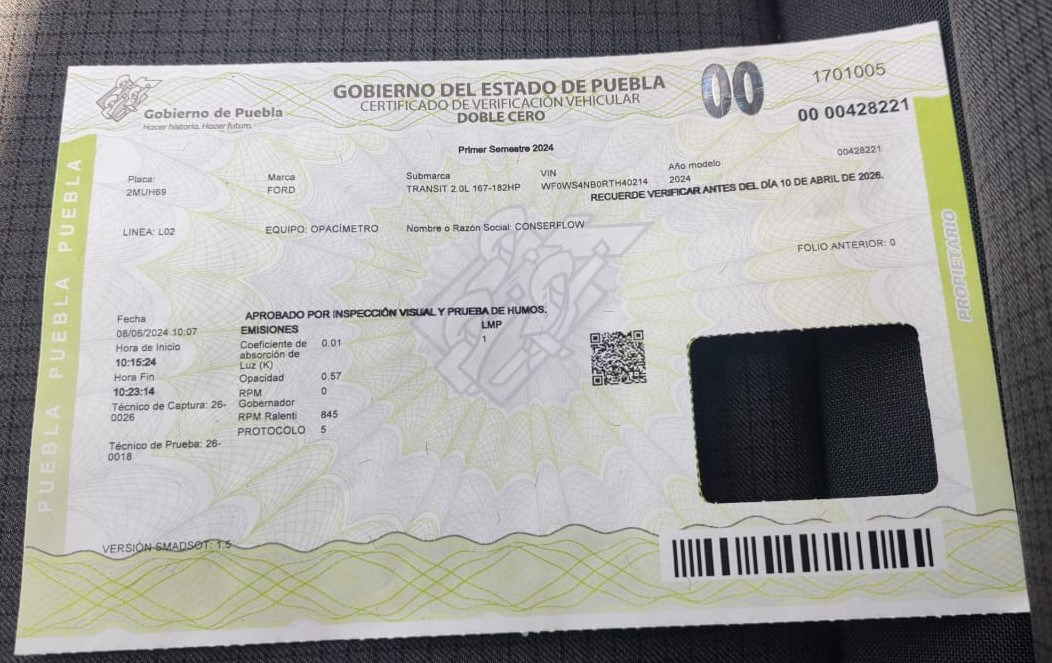 Gobierno de Puebla
Hacer historia. Hacer futuro.
GOBIERNO DEL ESTADO DE PUEBLA
CERTIFICADO DE VERIFICACIÓN VEHICULAR
DOBLE CERO
00
1701005
00 00428221
Primer Semestre 2024
00428221
Placa:
2MUH69
Marca
FORD
Submarca
TRANSIT 2.0L 167-182HP
VIN
WF0WS4NB0RTH40214
Año modelo
2024
RECUERDE VERIFICAR ANTES DEL DÍA 10 DE ABRIL DE 2026.
LINEA: L02
EQUIPO: OPACÍMETRO
Nombre o Razón Social: CONSERFLOW
FOLIO ANTERIOR: 0
Fecha
08/06/2024 10:07
Hora de Inicio
10:15:24
Hora Fin
10:23:14
Técnico de Captura: 26-
0026
Técnico de Prueba: 26-
0018
APROBADO POR INSPECCIÓN VISUAL Y PRUEBA DE HUMOS.
EMISIONES LMP
Coeficiente de 0.01 1
absorción de
Luz (K)
Opacidad 0.57
RPM 0
Gobernador
RPM Ralenti 845
PROTOCOLO 5
VERSIÓN SMADSOT: 1.5
PUEBLA PUEBLA PUEBLA PUEBLA
PROPIETARIO